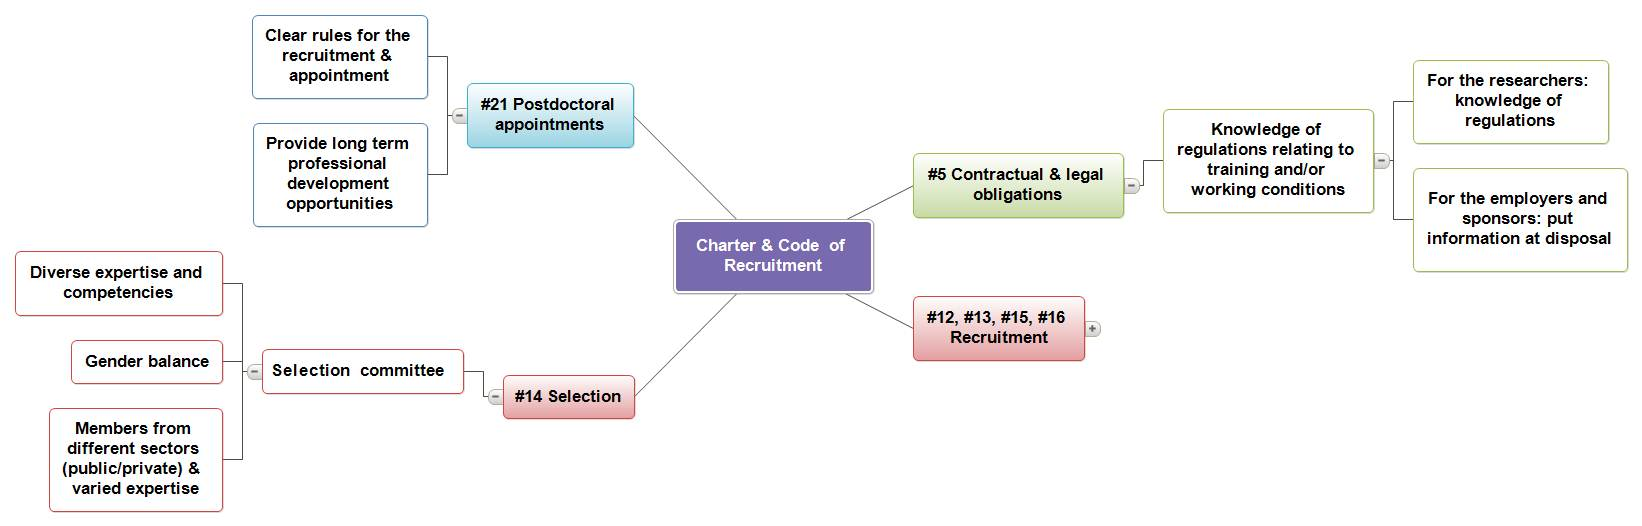 Clear rules for the
recruitment &
appointment
Provide long term
professional
development
opportunities
#21 Postdoctoral
appointments
Diverse expertise and
competencies
Gender balance
Members from
different sectors
(public/private) &
varied expertise
Selection committee
#14 Selection
Charter & Code of
Recruitment
#5 Contractual & legal
obligations
Knowledge of
regulations relating to
training and/or
working conditions
For the researchers:
knowledge of
regulations
For the employers and
sponsors: put
information at disposal
#12, #13, #15, #16
Recruitment